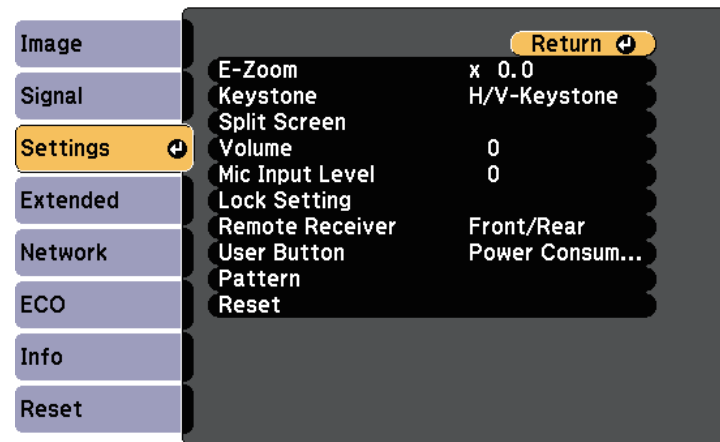 Image
Signal
Settings
Extended
Network
ECO
Info
Reset
Return
E-Zoom x 0.0
Keystone H/V-Keystone
Split Screen
Volume 0
Mic Input Level 0
Lock Setting
Remote Receiver Front/Rear
User Button Power Consum...
Pattern
Reset